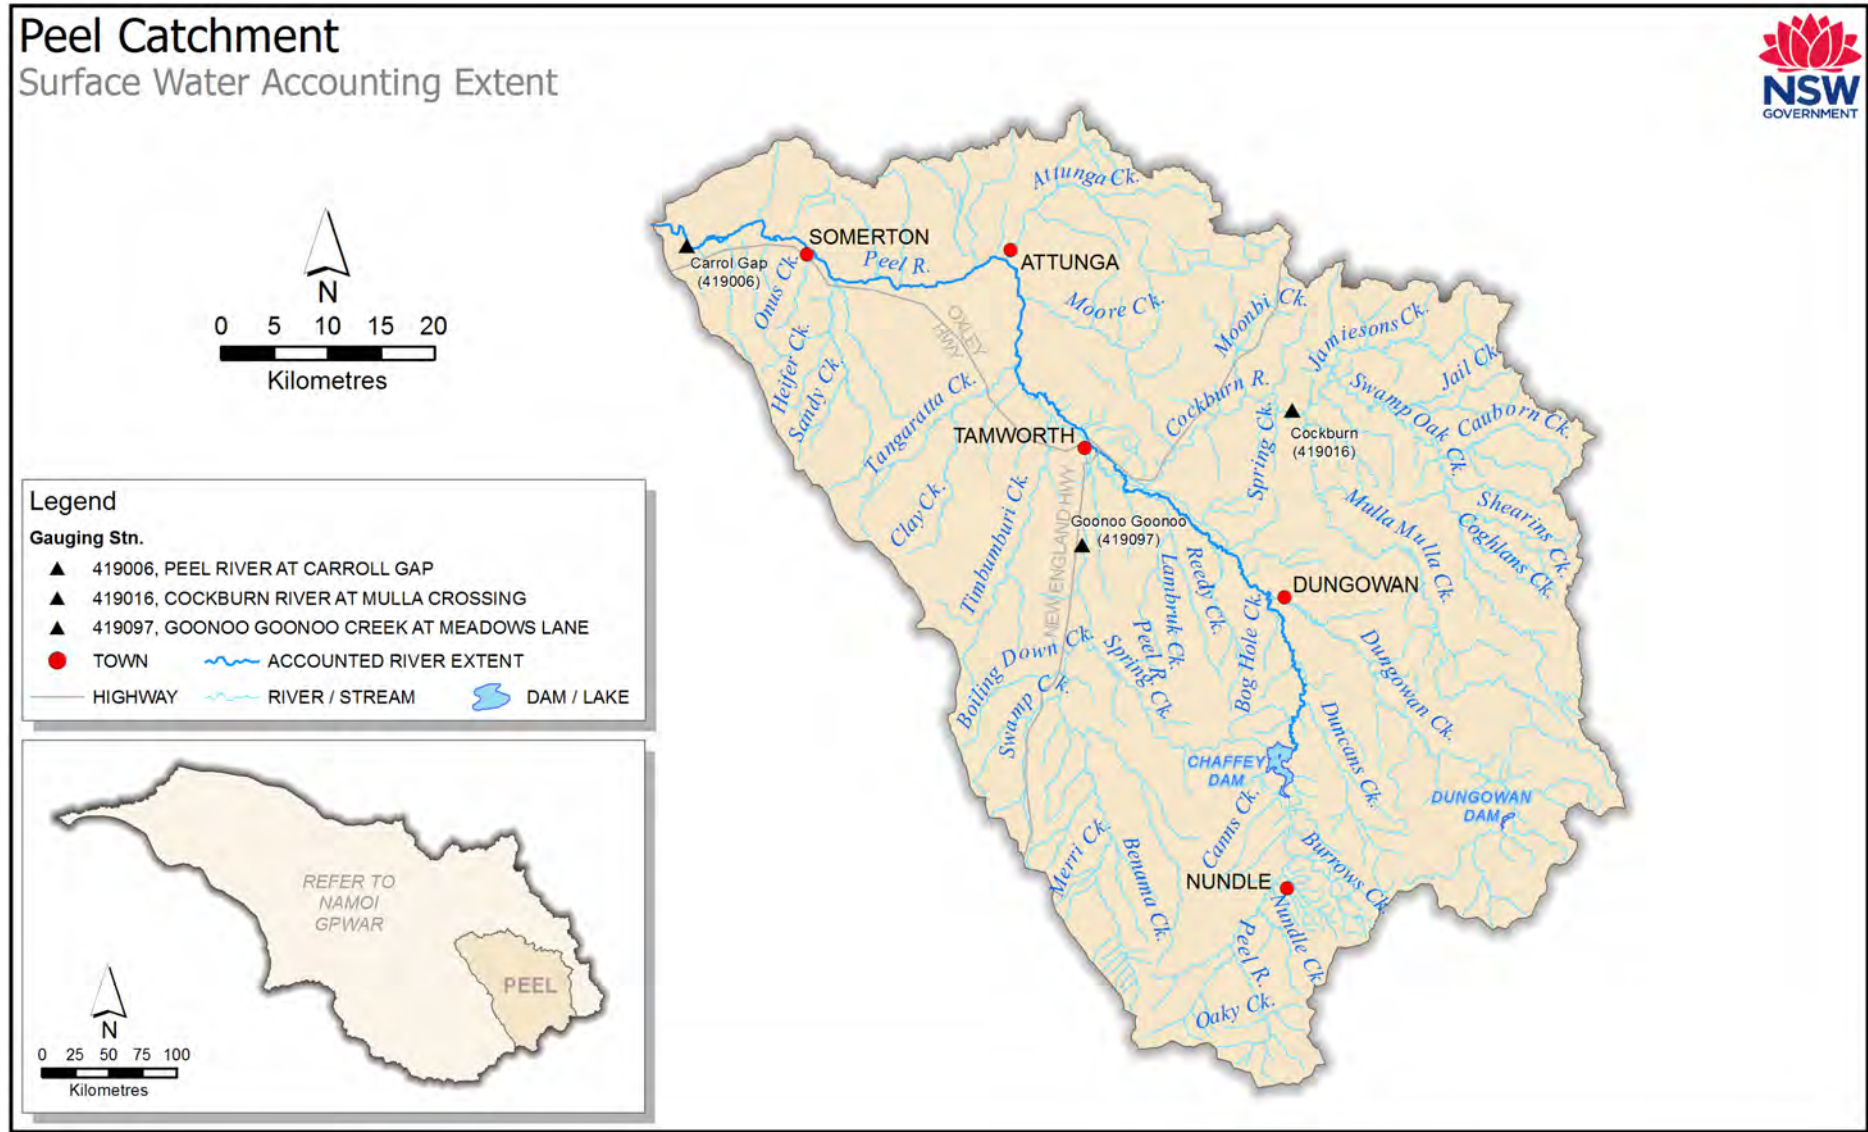 Peel Catchment
Surface Water Accounting Extent
NSW
GOVERNMENT
N
0 5 10 15 20
Kilometres
Attunga Ck.
SOMERTON
Peel R.
ATTUNGA
Carrol Gap
(419006)
Onus Ck.
Heifer Ck.
Sandy Ck.
OXLEY
HWY
Moore Ck.
Moonbi Ck.
Jamiesons Ck.
Jail Ck.
Swamp Oak Ck.
Cauborn Ck.
Cockburn R.
Tangaratta Ck.
TAMWORTH
Spring Ck.
Cockburn
(419016)
Clay Ck.
Timbumburi Ck.
NEW ENGLAND HWY
Goonoo Goonoo
(419097)
Mulla Mulla Ck.
Shearins Ck.
Coghlans Ck.
Lambruk Ck.
Reedy Ck.
DUNGOWAN
Bog Hole Ck.
Peel R.
Spring Ck.
Boiling Down Ck.
Swamp Ck.
Dungowan Ck.
Duncans Ck.
CHAFFEY
DAM
DUNGOWAN
DAM
Canns Ck.
Merri Ck.
Benama Ck.
Burrows Ck.
NUNDLE
Nundle Ck.
Peel R.
Oaky Ck.
Legend
Gauging Stn.
419006, PEEL RIVER AT CARROLL GAP
419016, COCKBURN RIVER AT MULLA CROSSING
419097, GOONOO GOONOO CREEK AT MEADOWS LANE
TOWN ACCOUNTED RIVER EXTENT
HIGHWAY RIVER / STREAM DAM / LAKE
REFER TO
NAMOI
GPWAR
PEEL
N
0 25 50 75 100
Kilometres